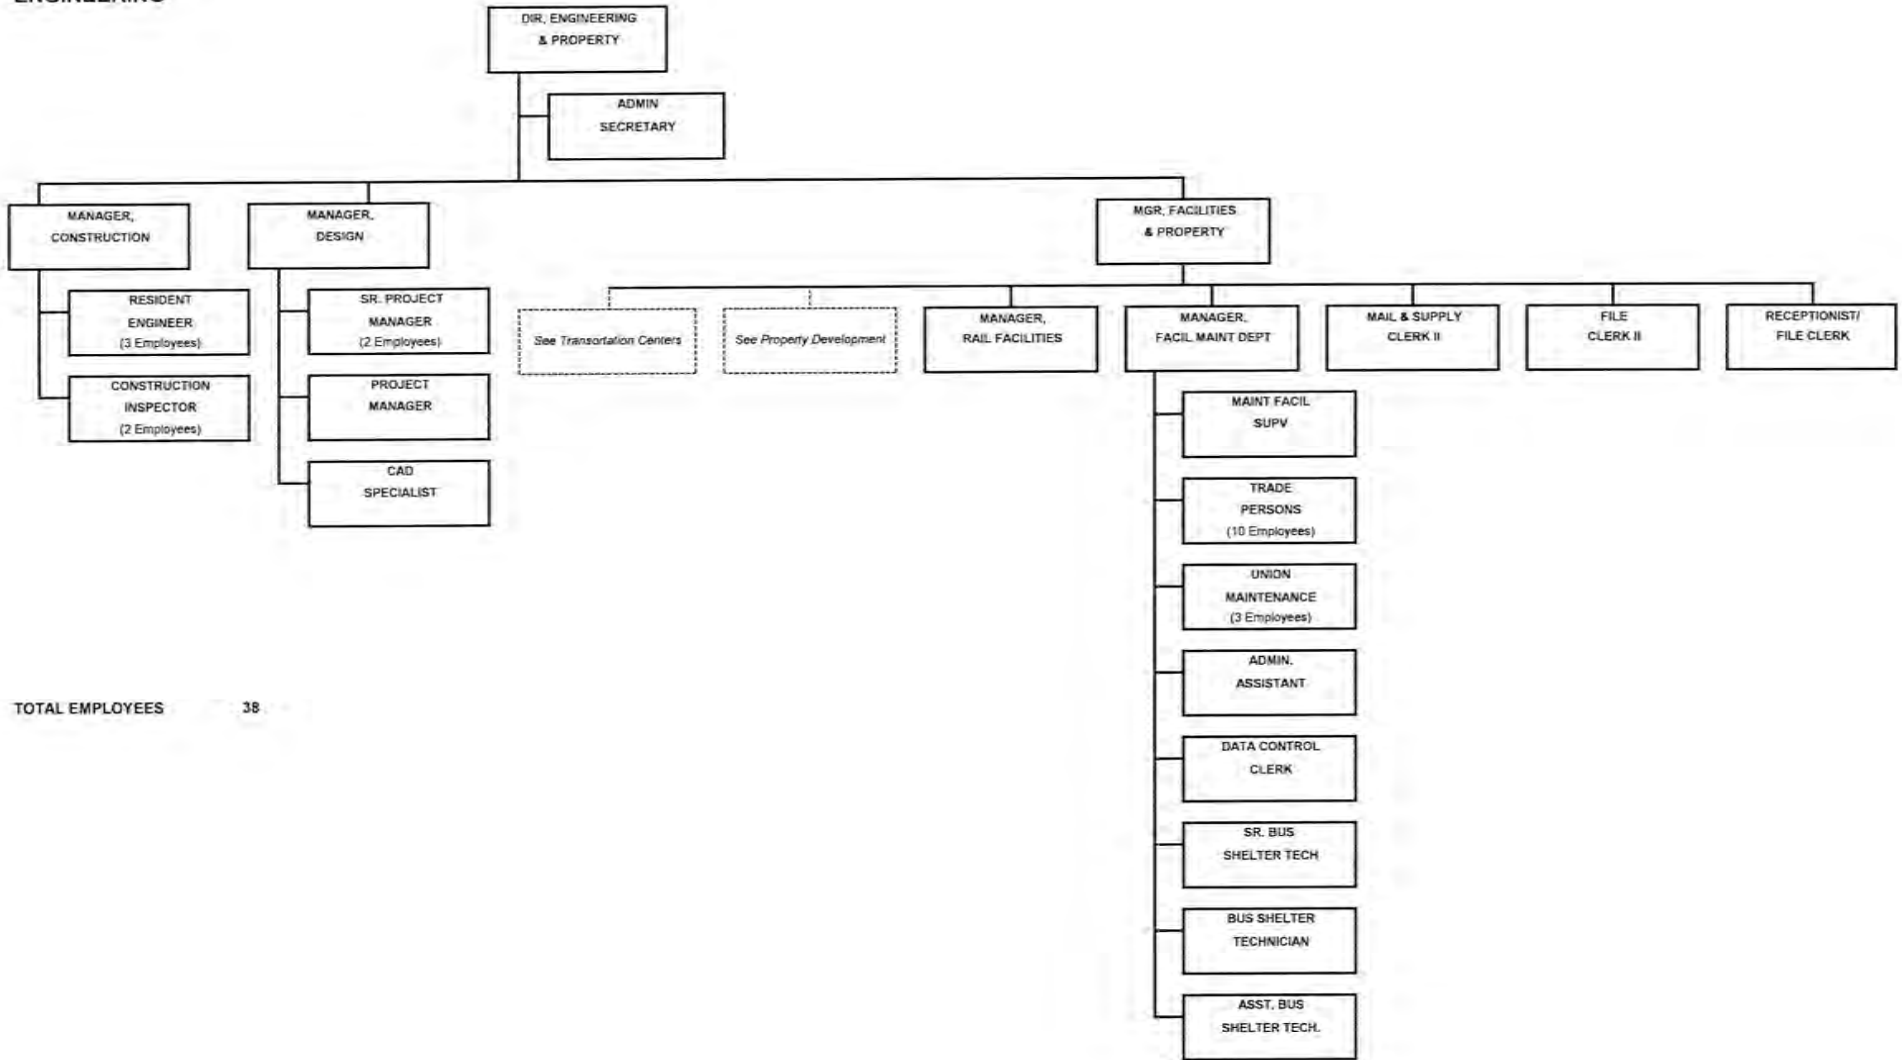 ENGINEERING
DIR, ENGINEERING
& PROPERTY
ADMIN
SECRETARY
MANAGER,
CONSTRUCTION
RESIDENT
ENGINEER
(3 Employees)
CONSTRUCTION
INSPECTOR
(2 Employees)
MANAGER,
DESIGN
SR. PROJECT
MANAGER
(2 Employees)
PROJECT
MANAGER
CAD
SPECIALIST
MGR, FACILITIES
& PROPERTY
See Transortation Centers
See Property Development
MANAGER,
RAIL FACILITIES
MANAGER,
FACIL MAINT DEPT
MAIL & SUPPLY
CLERK II
FILE
CLERK II
RECEPTIONIST/
FILE CLERK
MAINT FACIL
SUPV
TRADE
PERSONS
(10 Employees)
UNION
MAINTENANCE
(3 Employees)
ADMIN.
ASSISTANT
DATA CONTROL
CLERK
SR. BUS
SHELTER TECH
BUS SHELTER
TECHNICIAN
ASST. BUS
SHELTER TECH.
TOTAL EMPLOYEES 38